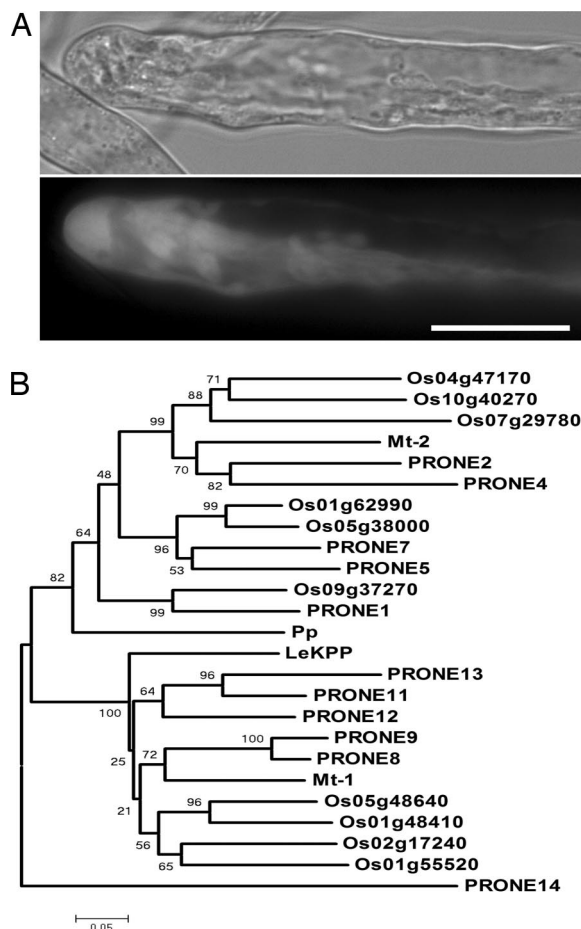 A
B
71
Os04g47170
88
Os10g40270
99
Os07g29780
Mt-2
70
PRONE2
82
PRONE4
48
99
Os01g62990
Os05g38000
96
PRONE7
64
53
PRONE5
Os09g37270
82
99
PRONE1
Pp
LeKPP
96
PRONE13
64
PRONE11
100
PRONE12
100
PRONE9
72
PRONE8
25
Mt-1
21
96
Os05g48640
Os01g48410
56
Os02g17240
65
Os01g55520
PRONE14
0.05